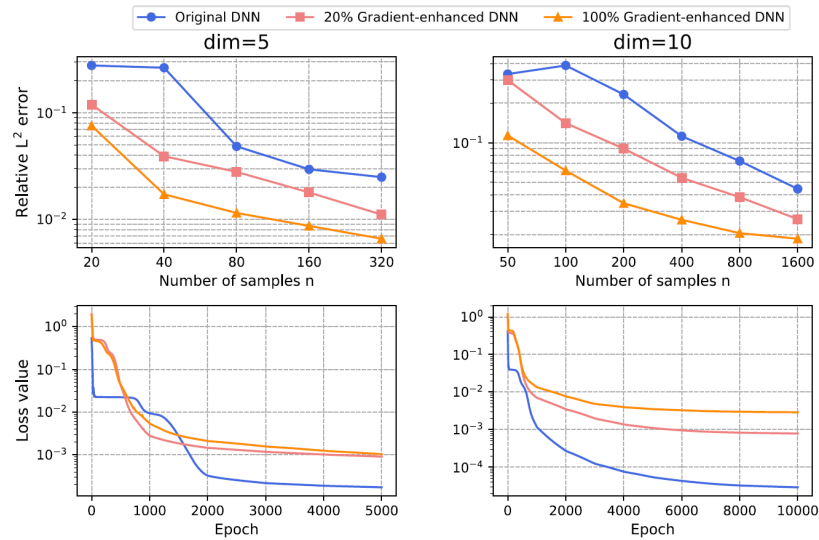 Original DNN 20% Gradient-enhanced DNN 100% Gradient-enhanced DNN
dim=5
dim=10
Relative L² error
10⁻¹
10⁻²
20 40 80 160 320
Number of samples n
10⁻¹
50 100 200 400 800 1600
Number of samples n
Loss value
10⁰
10⁻¹
10⁻²
10⁻³
0 1000 2000 3000 4000 5000
Epoch
10⁰
10⁻¹
10⁻²
10⁻³
10⁻⁴
0 2000 4000 6000 8000 10000
Epoch